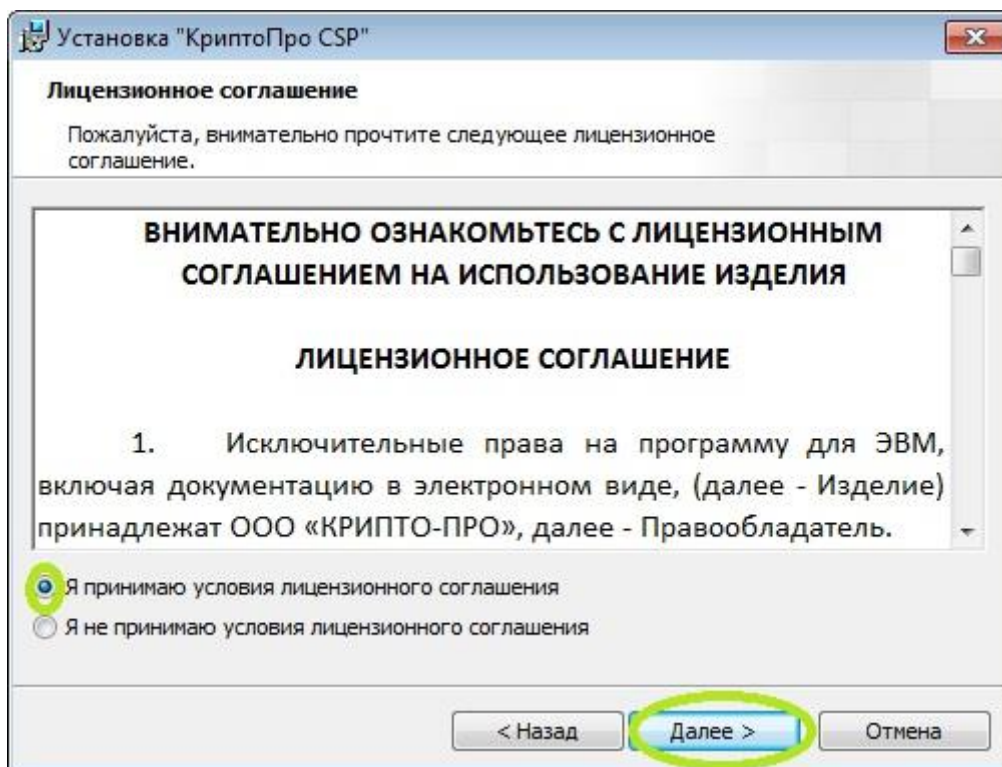 Установка "КриптоПро CSP"
Лицензионное соглашение
Пожалуйста, внимательно прочтите следующее лицензионное
соглашение.
ВНИМАТЕЛЬНО ОЗНАКОМЬТЕСЬ С ЛИЦЕНЗИОННЫМ
СОГЛАШЕНИЕМ НА ИСПОЛЬЗОВАНИЕ ИЗДЕЛИЯ
ЛИЦЕНЗИОННОЕ СОГЛАШЕНИЕ
1. Исключительные права на программу для ЭВМ,
включая документацию в электронном виде, (далее - Изделие)
принадлежат ООО «КРИПТО-ПРО», далее - Правообладатель.
Я принимаю условия лицензионного соглашения
Я не принимаю условия лицензионного соглашения
< Назад
Далее >
Отмена